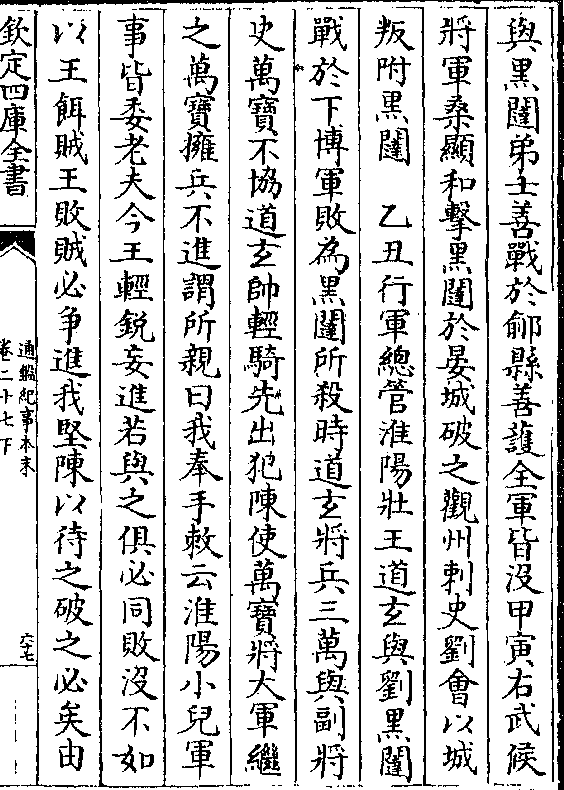 與黑闥弟士善戰於鄃縣善護全軍皆沒甲寅右武候
將軍桑顯和擊黑闥於晏城破之觀州刺史劉會以城
叛附黑闥　乙丑行軍總管淮陽壯王道玄與劉黑闥
戰於下博軍敗為黑闥所殺時道玄將兵三萬與副將
史萬寶不協道玄帥輕騎先出犯陳使萬寶將大軍繼
之萬寶擁兵不進謂所親曰我奉手敕云淮陽小兒軍
事皆委老夫今王輕鋭妄進若與之俱必同敗沒不如
以王餌賊王敗賊必爭進我堅陳以待之破之必矣由
欽定四庫全書
通鑑紀事本末
卷二十七下
六十七